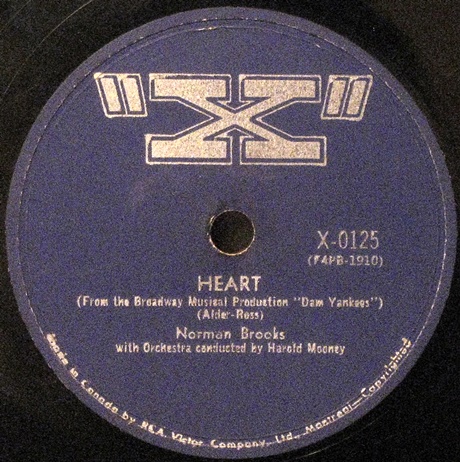 "X"
X-0125
(F4PB-1910)
HEART
(From the Broadway Musical Production "Dam Yankees")
(Alder-Ross)
Norman Brooks
with Orchestra conducted by Harold Mooney
Made in Canada by RCA Victor Company, Ltd., Montreal—Copyrighted